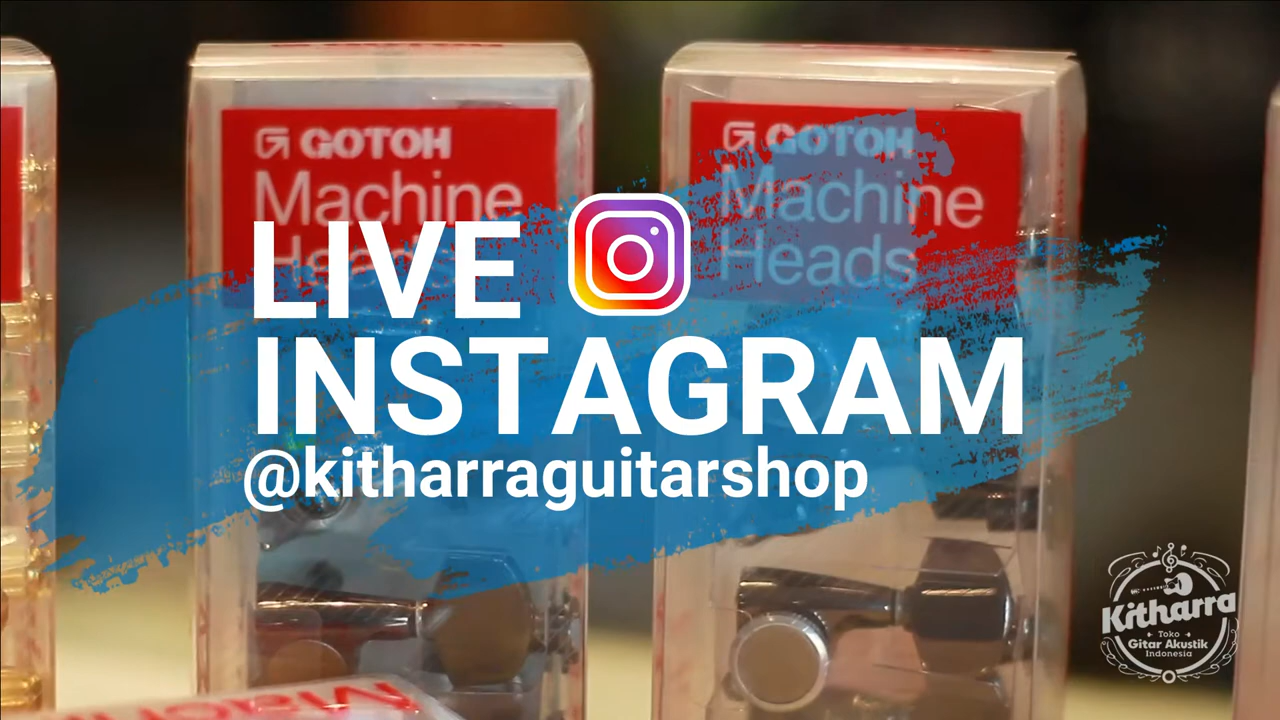 GOTOH
Machine
Heads
GOTOH
Machine
Heads
LIVE
INSTAGRAM
@kitharraguitarshop
Kitharra
Toko
Gitar Akustik
Indonesia